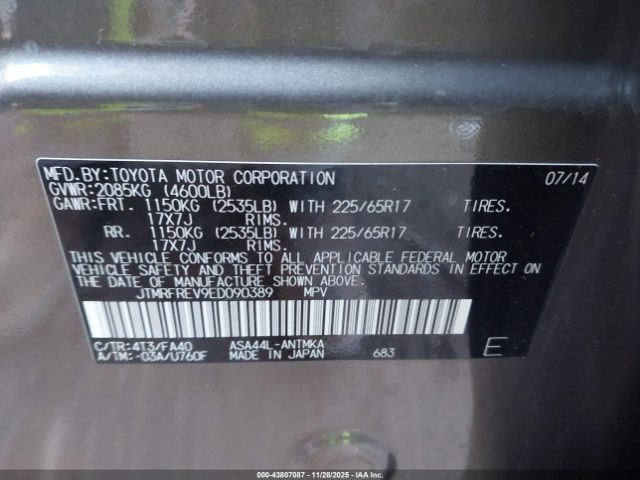 MFD.BY:TOYOTA MOTOR CORPORATION 07/14
GVWR:2085KG (4600LB)
GAWR:FRT. 1150KG (2535LB) WITH 225/65R17 TIRES.
17X7J RIMS.
RR. 1150KG (2535LB) WITH 225/65R17 TIRES.
17X7J RIMS.
THIS VEHICLE CONFORMS TO ALL APPLICABLE FEDERAL MOTOR
VEHICLE SAFETY AND THEFT PREVENTION STANDARDS IN EFFECT ON
THE DATE OF MANUFACTURE SHOWN ABOVE.
JTMRFREV9ED090389 MPV
C/TR:4T3/FA40 ASA44L-ANTMKA
A/TM:-03A/U760F MADE IN JAPAN 683 E
000-43807087 | 11/28/2025 | IAA Inc.